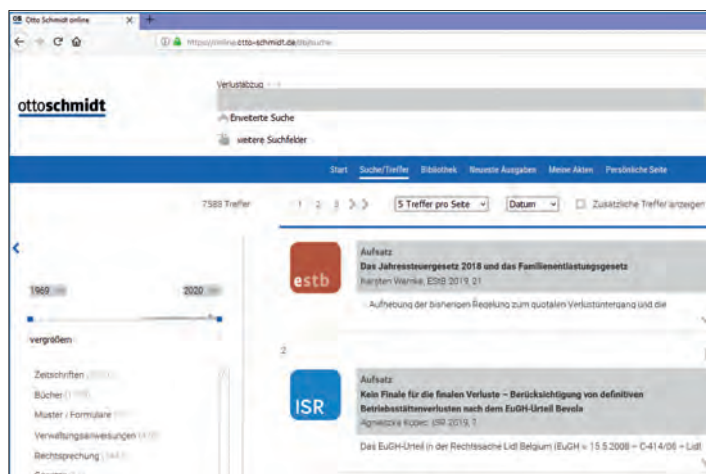 OS Otto Schmidt online X +
https://online.otto-schmidt.de/db/suche
Verlustabzug
ottoschmidt
Erweiterte Suche
weitere Suchfelder
Start Suche/Treffer Bibliothek Neueste Ausgaben Meine Akten Persönliche Seite
7588 Treffer 1 2 3 5 Treffer pro Seite Datum Zusätzliche Treffer anzeigen
estb
Aufsatz
Das Jahressteuergesetz 2018 und das Familienentlastungsgesetz
Karsten Warnke, EStB 2019, 21
Aufhebung der bisherigen Regelung zum quotalen Verlustuntergang und die
1969 2020
vergrößern
2
Zeitschriften
Bücher
Muster / Formulare
Verwaltungsanweisungen
Rechtsprechung
ISR
Aufsatz
Kein Finale für die finalen Verluste – Berücksichtigung von definitiven
Betriebsstättenverlusten nach dem EuGH-Urteil Bevola
Agnieszka Kopec, ISR 2019, 7
Das EuGH-Urteil in der Rechtssache Lidl Belgium (EuGH v. 15.5.2008 – C-414/06 – Lidl